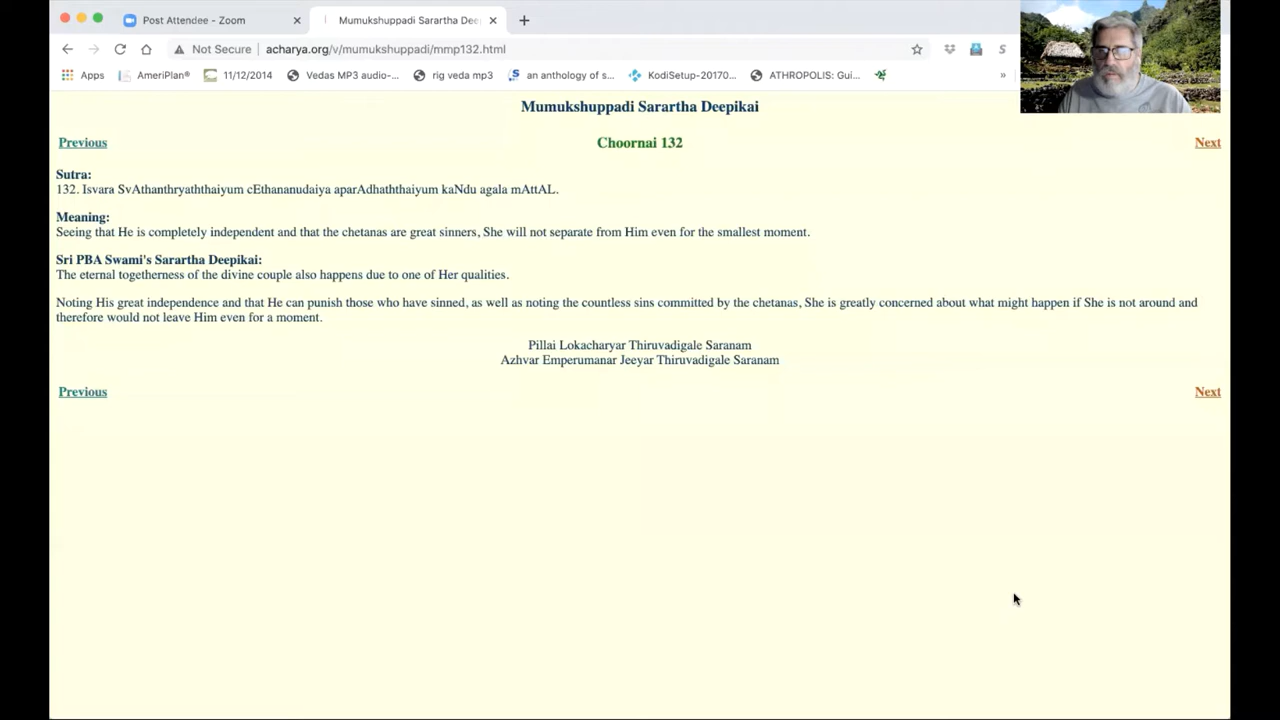 Post Attendee - Zoom
Mumukshuppadi Sarartha Dee
Not Secure | acharya.org/v/mumukshuppadi/mmp132.html
Apps AmeriPlan® 11/12/2014 Vedas MP3 audio-... rig veda mp3 an anthology of s... KodiSetup-20170... ATHROPOLIS: Gui... »
Mumukshuppadi Sarartha Deepikai
Previous Choornai 132 Next
Sutra:
132. Isvara SvAthanthryaththaiyum cEthananudaiya aparAdhaththaiyum kaNdu agala mAttAL.
Meaning:
Seeing that He is completely independent and that the chetanas are great sinners, She will not separate from Him even for the smallest moment.
Sri PBA Swami's Sarartha Deepikai:
The eternal togetherness of the divine couple also happens due to one of Her qualities.
Noting His great independence and that He can punish those who have sinned, as well as noting the countless sins committed by the chetanas, She is greatly concerned about what might happen if She is not around and
therefore would not leave Him even for a moment.
Pillai Lokacharyar Thiruvadigale Saranam
Azhvar Emperumanar Jeeyar Thiruvadigale Saranam
Previous Next